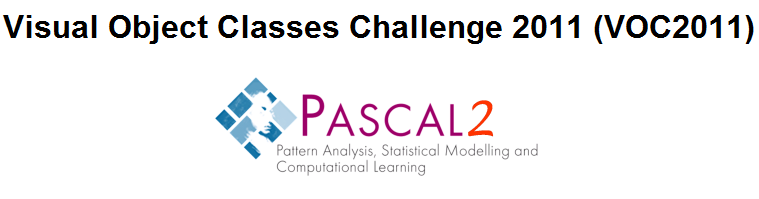 Visual Object Classes Challenge 2011 (VOC2011)
PASCAL2
Pattern Analysis, Statistical Modelling and
Computational Learning